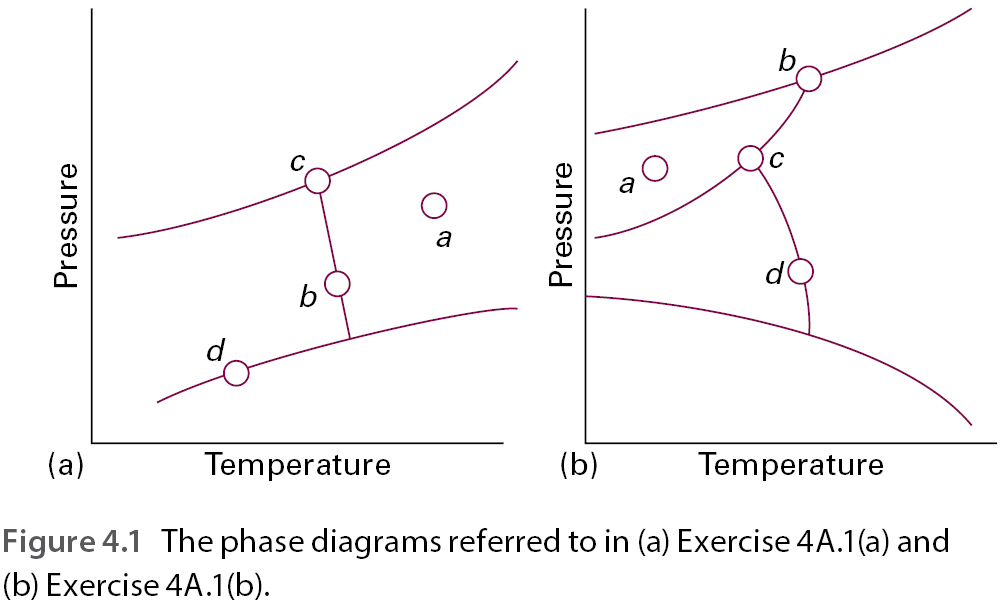 Pressure
c
a
b
d
(a)
Temperature
Pressure
b
a
c
d
(b)
Temperature
Figure 4.1 The phase diagrams referred to in (a) Exercise 4A.1(a) and
(b) Exercise 4A.1(b).